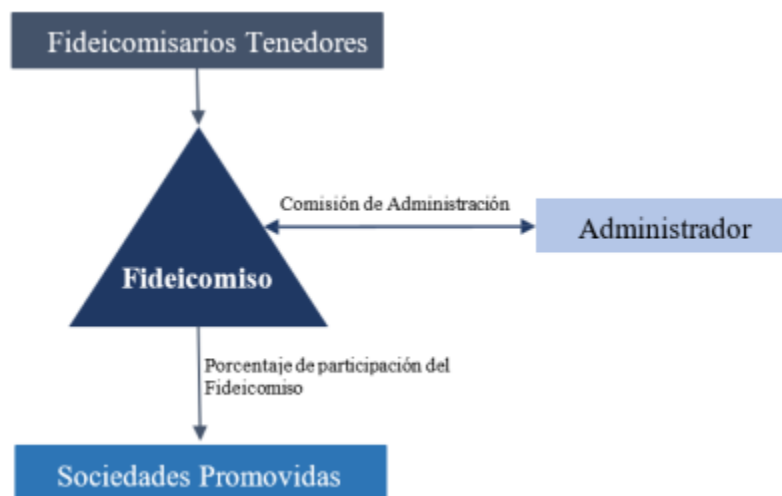 Fideicomisarios Tenedores
Comisión de Administración
Administrador
Fideicomiso
Porcentaje de participación del
Fideicomiso
Sociedades Promovidas